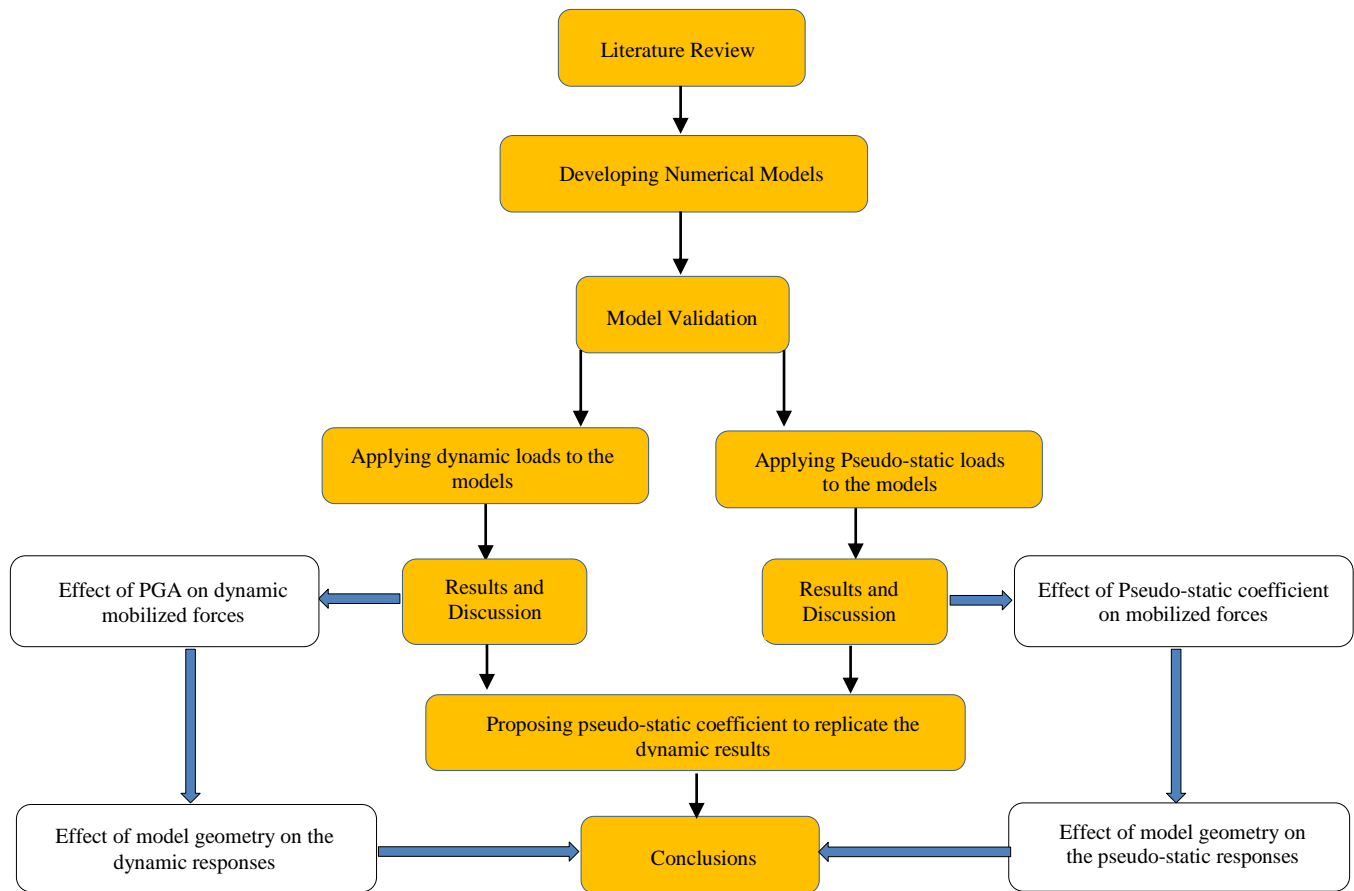 Literature Review
Developing Numerical Models
Model Validation
Applying dynamic loads to the
models
Applying Pseudo-static loads
to the models
Effect of PGA on dynamic
mobilized forces
Results and
Discussion
Results and
Discussion
Effect of Pseudo-static coefficient
on mobilized forces
Proposing pseudo-static coefficient to replicate the
dynamic results
Effect of model geometry on the
dynamic responses
Conclusions
Effect of model geometry on
the pseudo-static responses